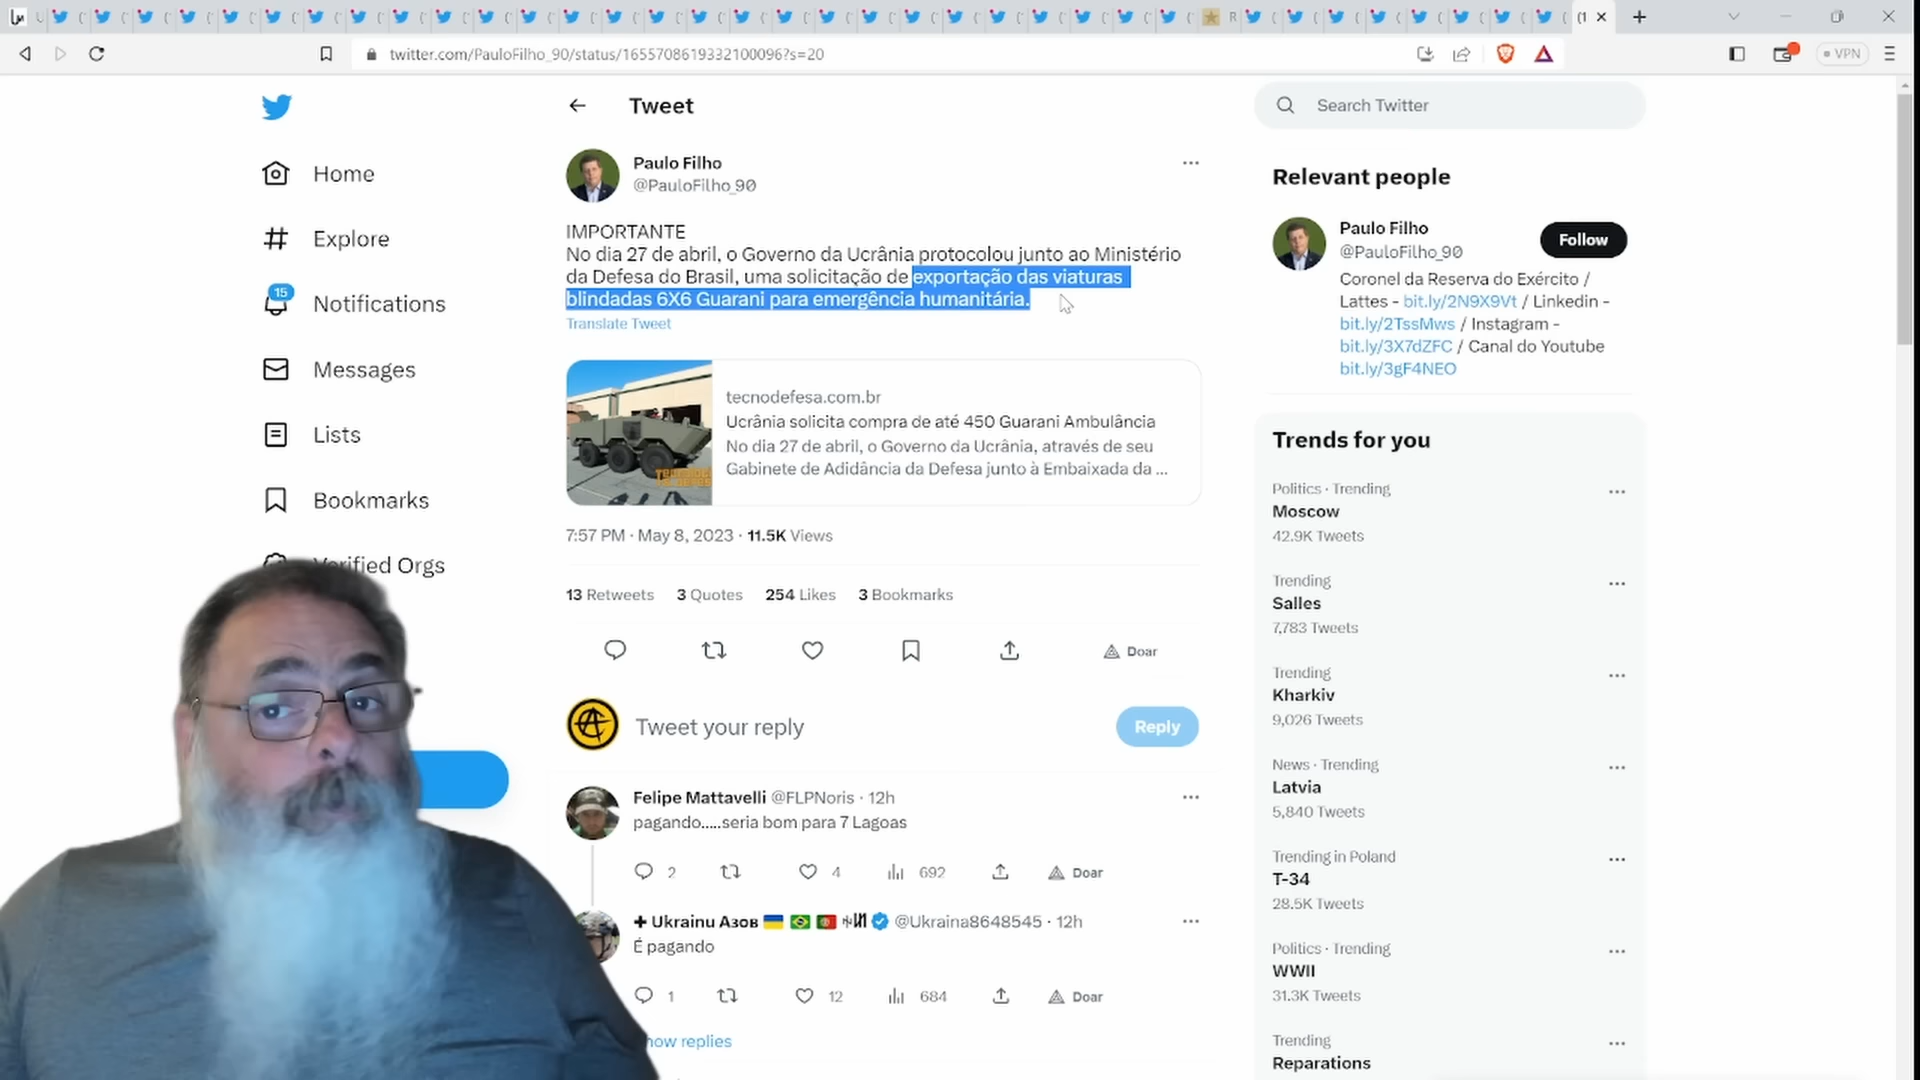 twitter.com/PauloFilho_90/status/1655708619332100096?s=20
VPN
Home
Explore
15
Notifications
Messages
Lists
Bookmarks
Verified Orgs
Tweet
Paulo Filho
@PauloFilho_90
IMPORTANTE
No dia 27 de abril, o Governo da Ucrânia protocolou junto ao Ministério
da Defesa do Brasil, uma solicitação de exportação das viaturas
blindadas 6X6 Guarani para emergência humanitária.
Translate Tweet
tecnodefesa.com.br
Ucrânia solicita compra de até 450 Guarani Ambulância
No dia 27 de abril, o Governo da Ucrânia, através de seu
Gabinete de Adidância da Defesa junto à Embaixada da ...
7:57 PM · May 8, 2023 · 11.5K Views
13 Retweets 3 Quotes 254 Likes 3 Bookmarks
Doar
Tweet your reply
Reply
Felipe Mattavelli @FLPNoris · 12h
pagando.....seria bom para 7 Lagoas
2 4 692 Doar
Ukrainu Азов @Ukraina8648545 · 12h
É pagando
1 12 684 Doar
how replies
Search Twitter
Relevant people
Paulo Filho
@PauloFilho_90
Follow
Coronel da Reserva do Exército /
Lattes - bit.ly/2N9X9Vt / Linkedin -
bit.ly/2TssMws / Instagram -
bit.ly/3X7dZFC / Canal do Youtube
bit.ly/3gF4NEO
Trends for you
Politics · Trending
Moscow
42.9K Tweets
Trending
Salles
7,783 Tweets
Trending
Kharkiv
9,026 Tweets
News · Trending
Latvia
5,840 Tweets
Trending in Poland
T-34
28.5K Tweets
Politics · Trending
WWII
31.3K Tweets
Trending
Reparations